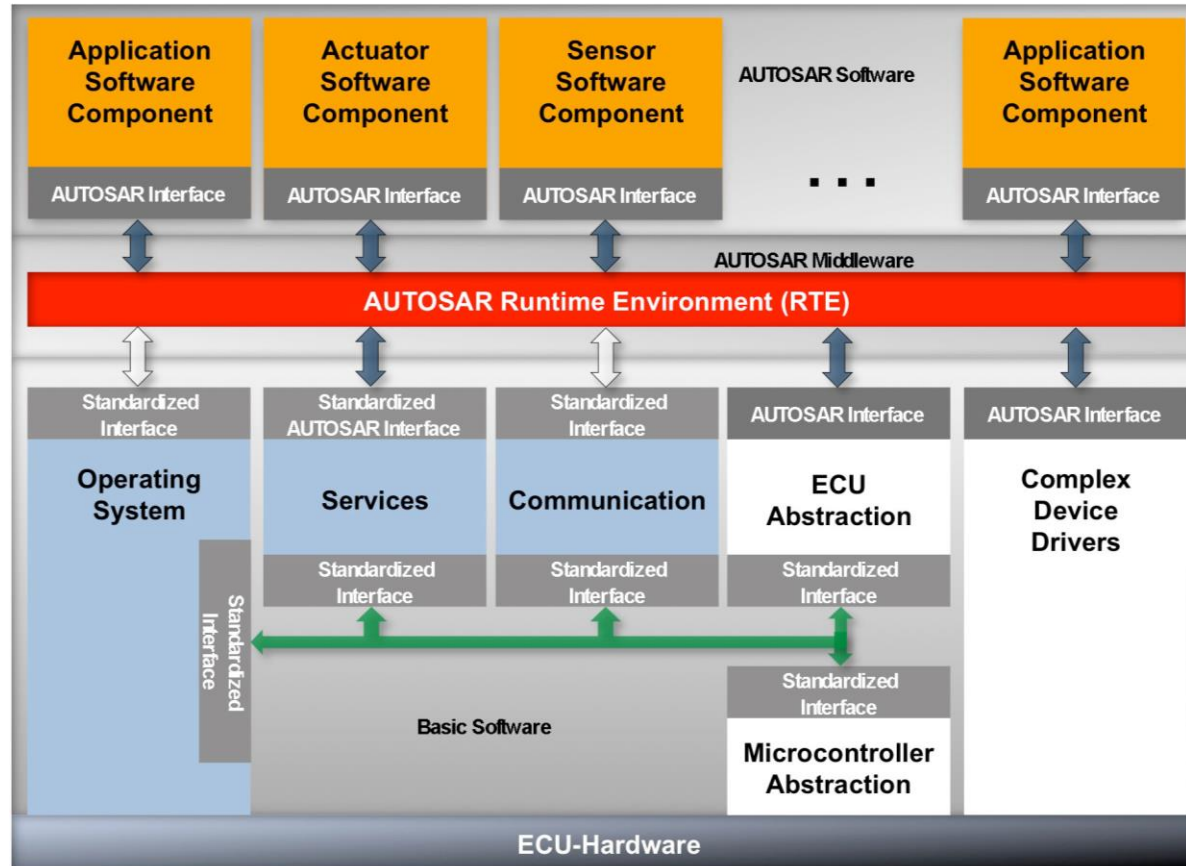 Application
Software
Component
Actuator
Software
Component
Sensor
Software
Component
AUTOSAR Software
Application
Software
Component
...
AUTOSAR Interface
AUTOSAR Interface
AUTOSAR Interface
AUTOSAR Interface
AUTOSAR Middleware
AUTOSAR Runtime Environment (RTE)
Standardized
Interface
Standardized
AUTOSAR Interface
Standardized
Interface
AUTOSAR Interface
AUTOSAR Interface
Operating
System
Services
Communication
ECU
Abstraction
Complex
Device
Drivers
Standardized
Interface
Standardized
Interface
Standardized
Interface
Standardized
Interface
Standardized
Interface
Basic Software
Microcontroller
Abstraction
ECU-Hardware